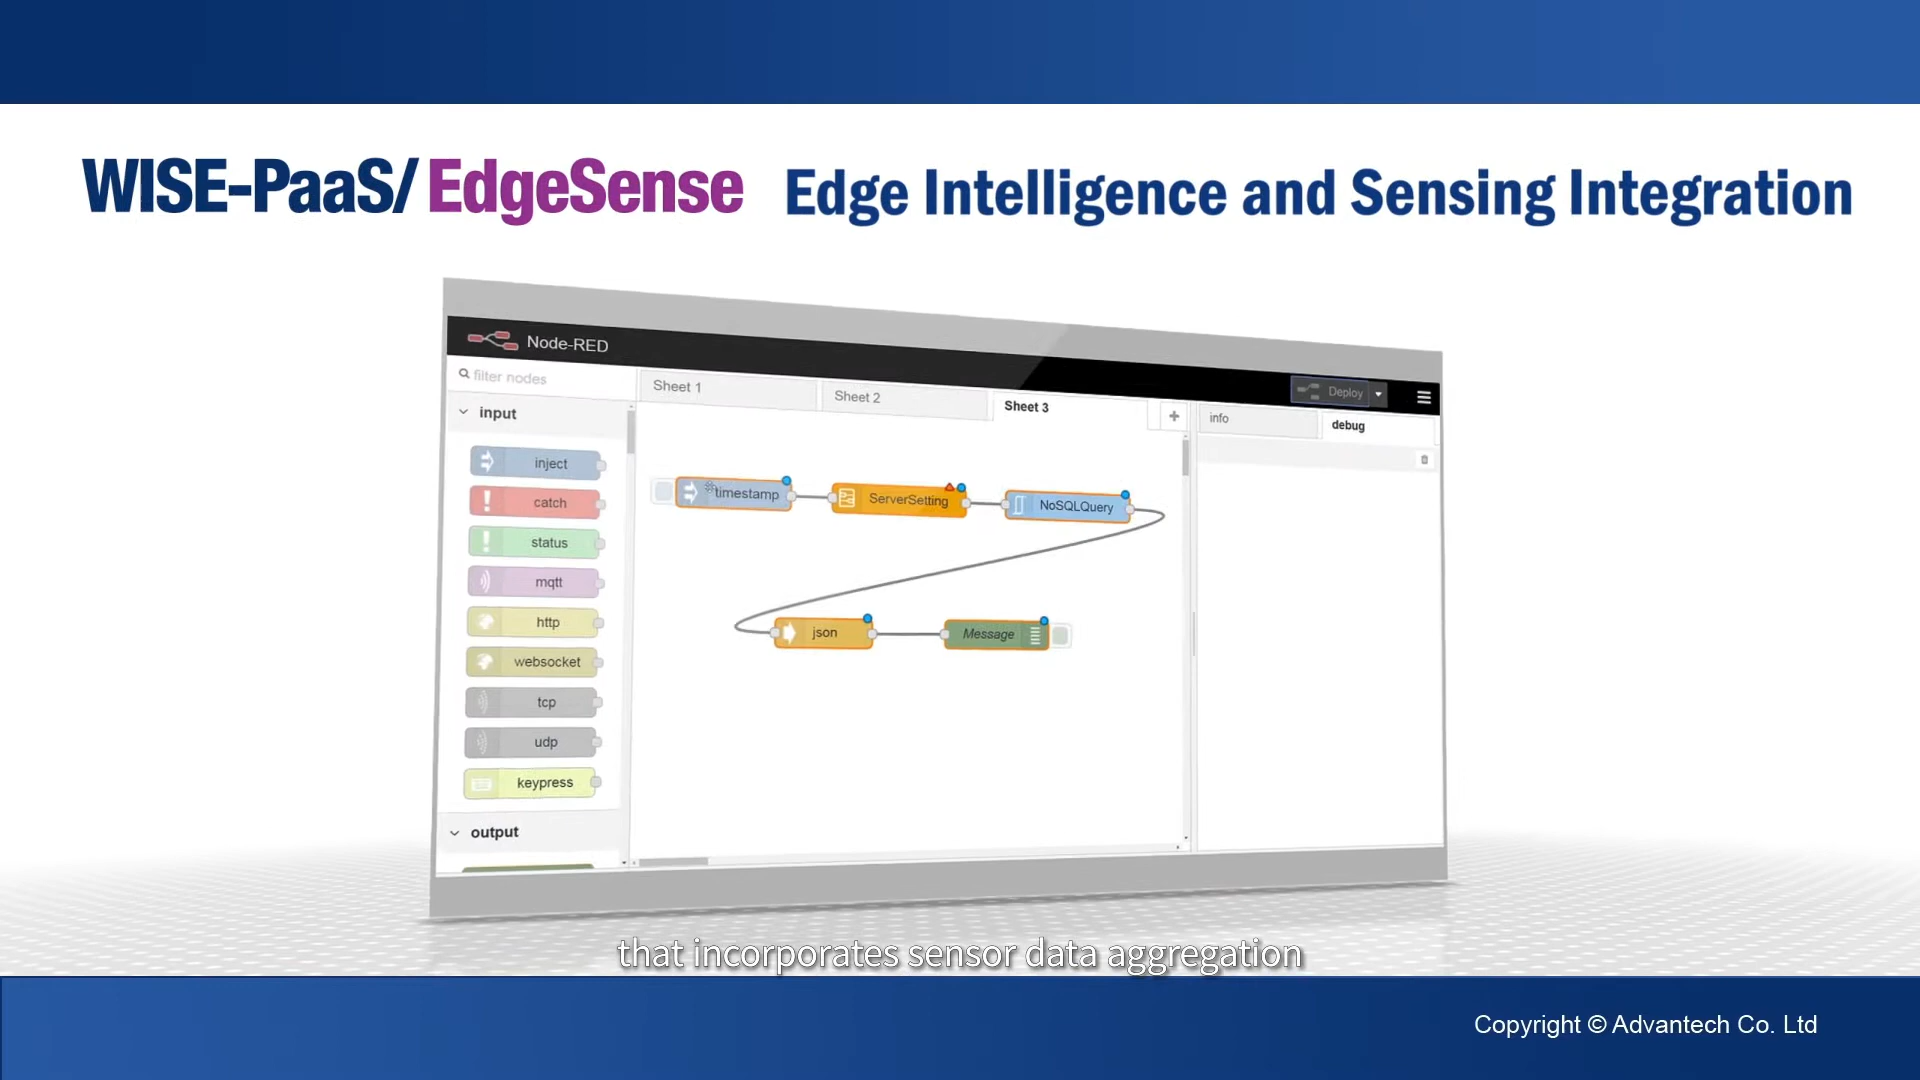 WISE-PaaS/EdgeSense Edge Intelligence and Sensing Integration
Node-RED
Deploy
filter nodes
Sheet 1
Sheet 2
Sheet 3
info
debug
input
inject
catch
status
mqtt
http
websocket
tcp
udp
keypress
output
timestamp
ServerSetting
NoSQLQuery
json
Message
that incorporates sensor data aggregation
Copyright © Advantech Co. Ltd